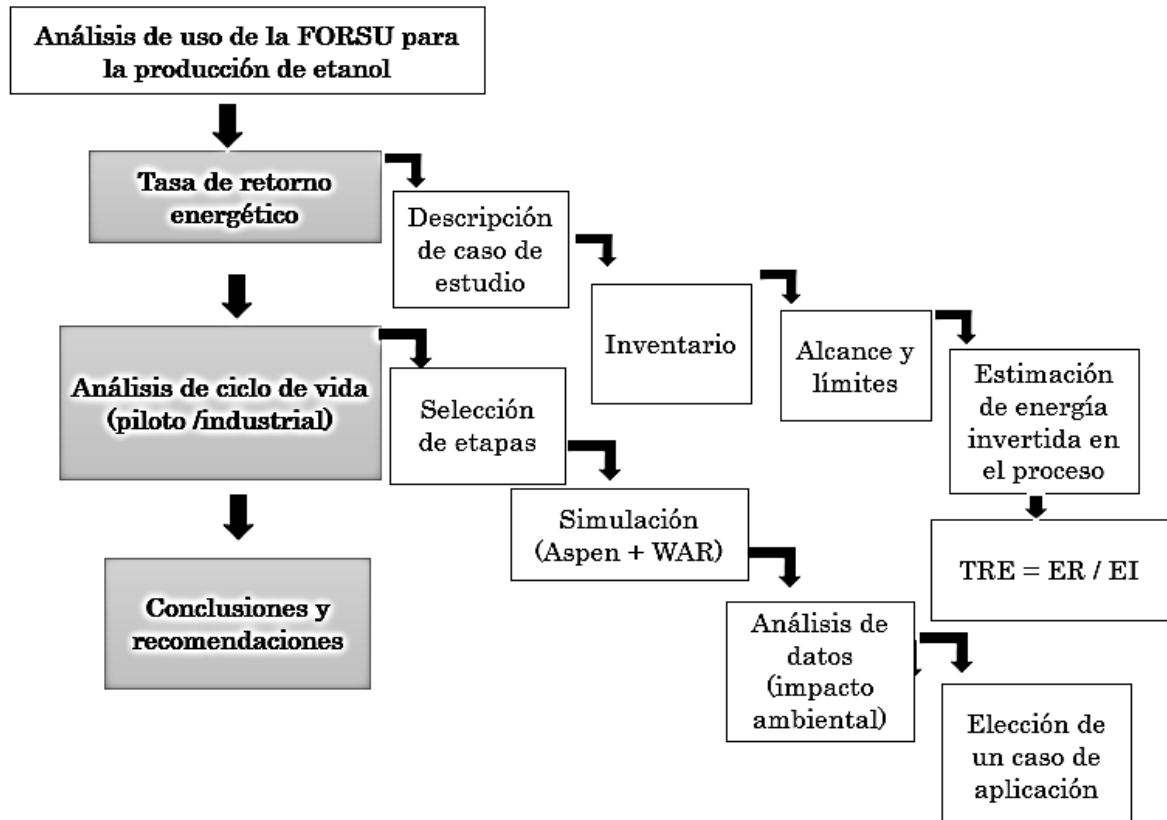 Análisis de uso de la FORSU para
la producción de etanol
Tasa de retorno
energético
Descripción
de caso de
estudio
Inventario
Alcance y
límites
Estimación
de energía
invertida en
el proceso
TRE = ER / EI
Análisis de ciclo de vida
(piloto /industrial)
Selección
de etapas
Simulación
(Aspen + WAR)
Análisis de
datos
(impacto
ambiental)
Elección de
un caso de
aplicación
Conclusiones y
recomendaciones